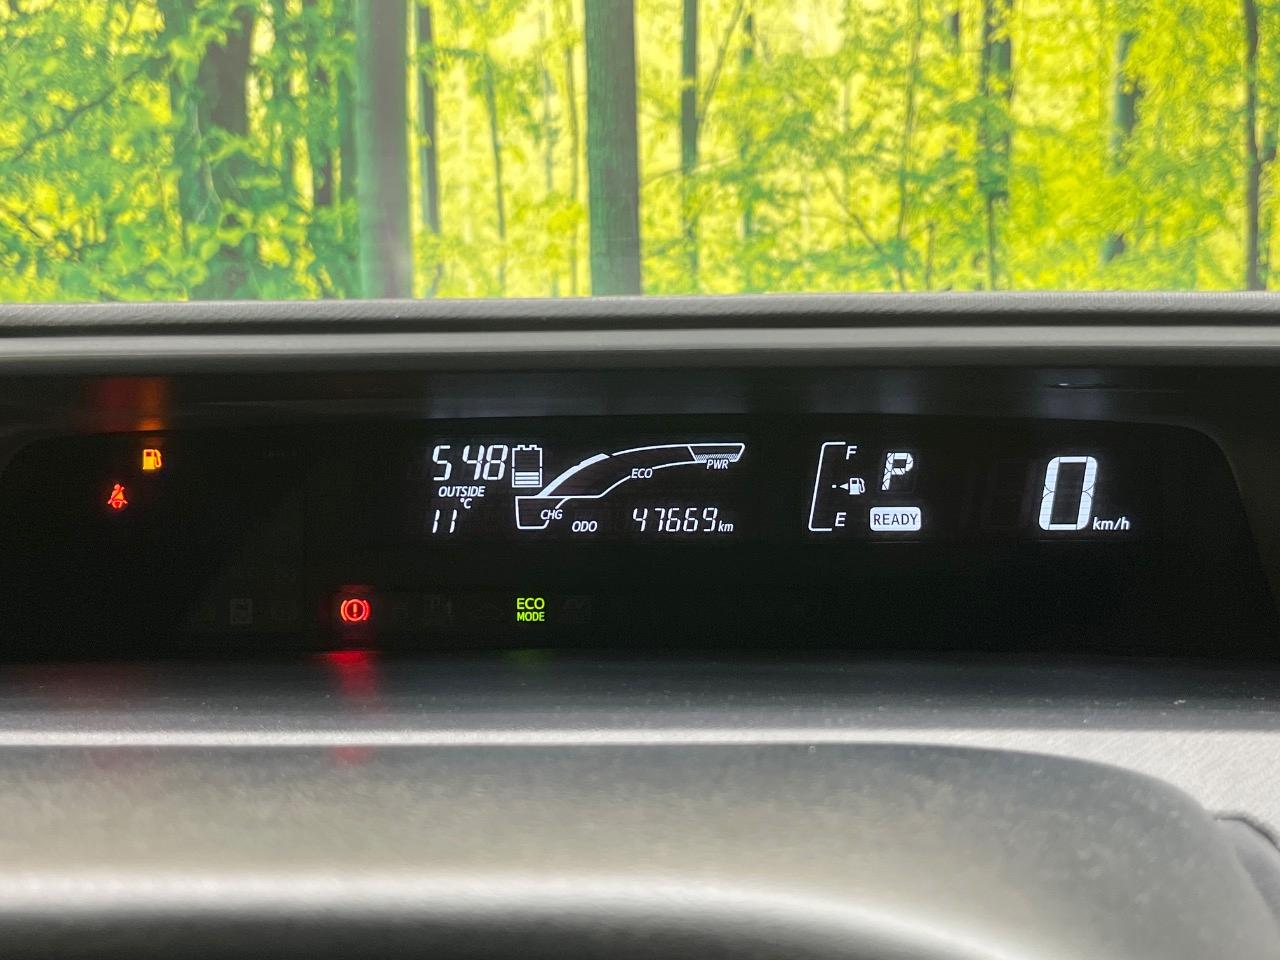 5:48
OUTSIDE
°C
11
CHG
ECO
PWR
ODO 47669 km
F
E
P
READY
0 km/h
ECO
MODE